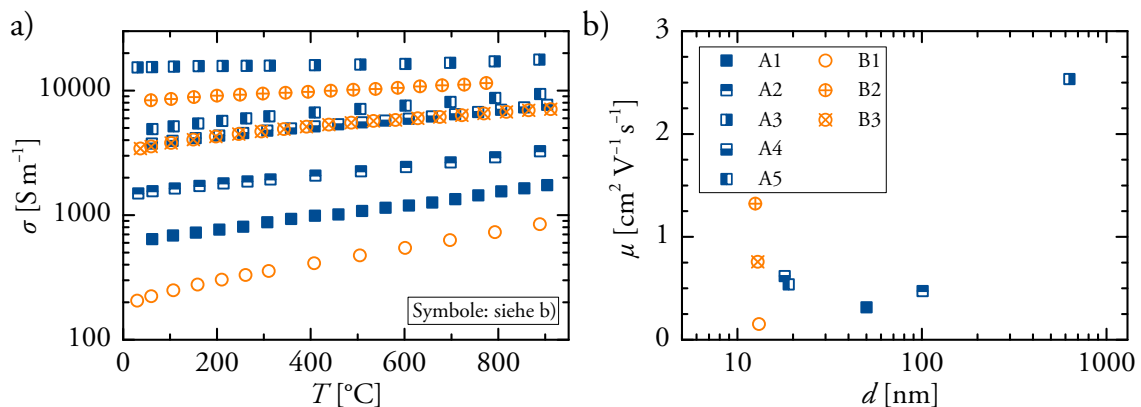 a)
10000
1000
100
σ [S m⁻¹]
0 200 400 600 800
T [°C]
Symbole: siehe b)
b)
3
2
1
0
μ [cm² V⁻¹ s⁻¹]
10 100 1000
d [nm]
A1 B1
A2 B2
A3 B3
A4
A5